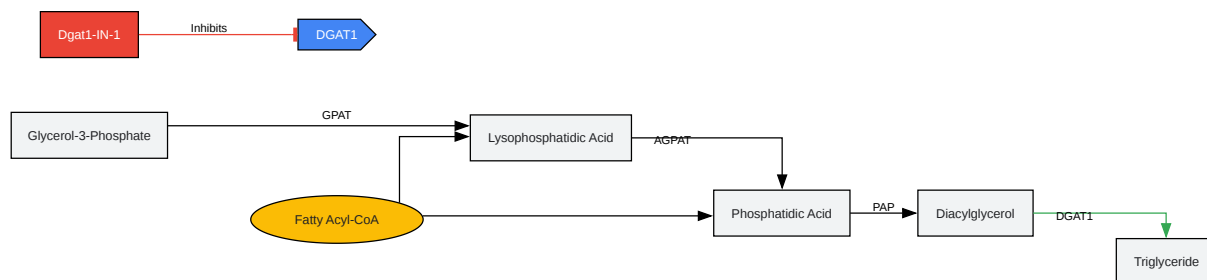 Dgat1-IN-1
Inhibits
DGAT1
Glycerol-3-Phosphate
GPAT
Lysophosphatidic Acid
AGPAT
Fatty Acyl-CoA
Phosphatidic Acid
PAP
Diacylglycerol
DGAT1
Triglyceride